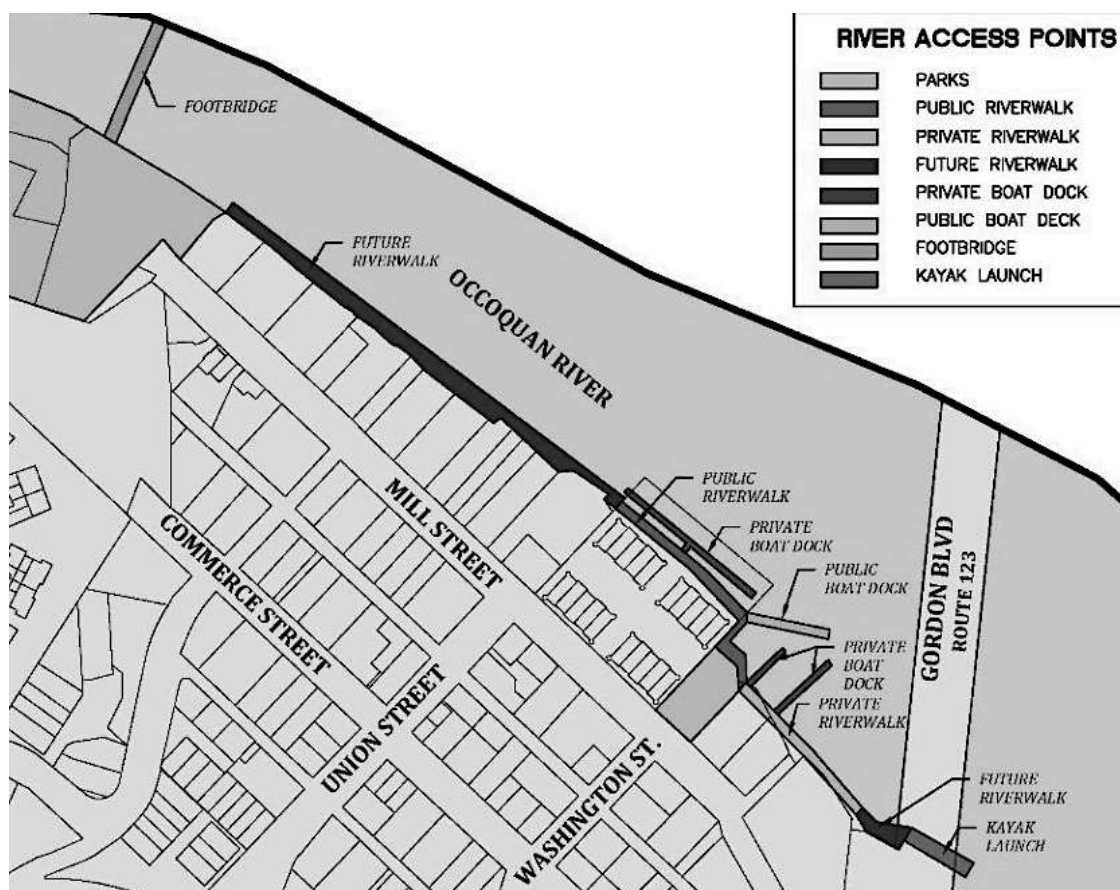 RIVER ACCESS POINTS
PARKS
PUBLIC RIVERWALK
PRIVATE RIVERWALK
FUTURE RIVERWALK
PRIVATE BOAT DOCK
PUBLIC BOAT DECK
FOOTBRIDGE
KAYAK LAUNCH
FOOTBRIDGE
FUTURE
RIVERWALK
OCCOQUAN RIVER
PUBLIC
RIVERWALK
PRIVATE
BOAT DOCK
PUBLIC
BOAT DOCK
PRIVATE
BOAT
DOCK
PRIVATE
RIVERWALK
FUTURE
RIVERWALK
KAYAK
LAUNCH
GORDON BLVD
ROUTE 123
MILL STREET
COMMERCE STREET
UNION STREET
WASHINGTON ST.